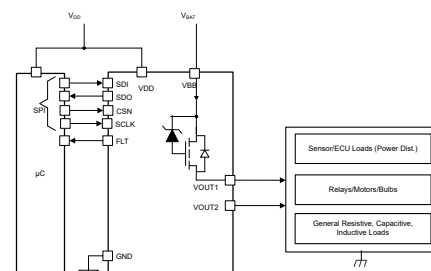 VDD
VBAT
SDI
SDO
CSN
SCLK
FLT
SPI
VDD
VBB
µC
VOUT1
VOUT2
GND
Sensor/ECU Loads (Power Dist.)
Relays/Motors/Bulbs
General Resistive, Capacitive,
Inductive Loads